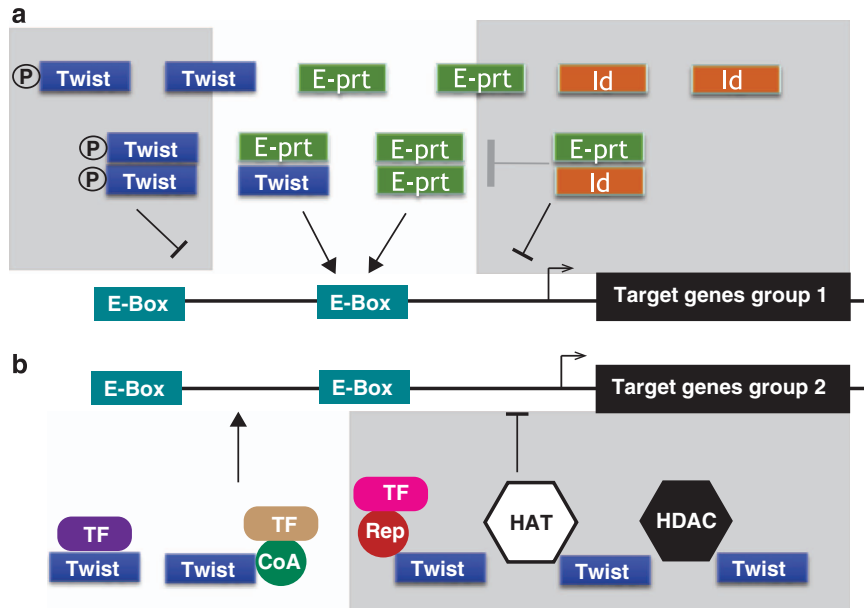 a
P Twist Twist E-prt E-prt Id Id
P Twist E-prt E-prt E-prt
P Twist Twist E-prt Id
E-Box E-Box Target genes group 1
b
E-Box E-Box Target genes group 2
TF TF TF HAT HDAC
Twist Twist CoA Rep Twist Twist Twist